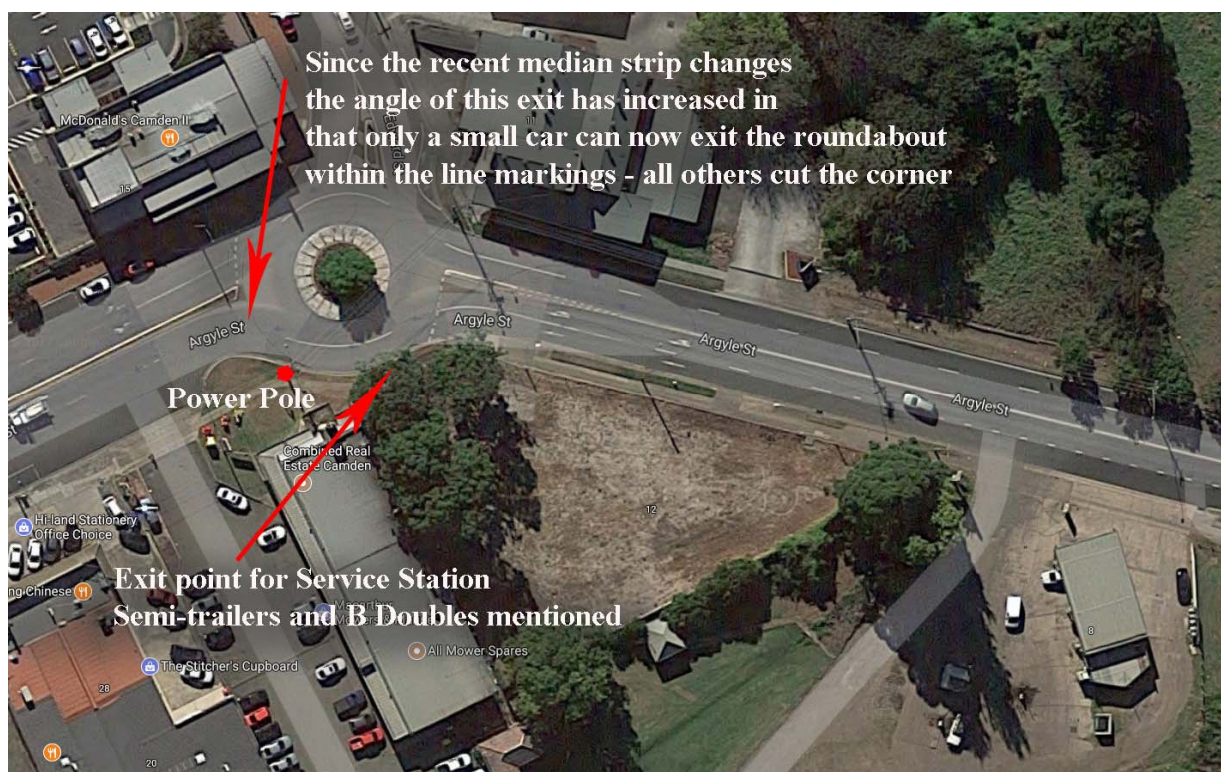 Since the recent median strip changes
the angle of this exit has increased in
that only a small car can now exit the roundabout
within the line markings - all others cut the corner
McDonald's Camden II
11
15
Argyle St
Argyle St
Argyle St
Argyle St
Power Pole
Combined Real
Estate Camden
12
Hi-land Stationery
Office Choice
Exit point for Service Station
Semi-trailers and B Doubles mentioned
All Mower Spares
The Stitcher's Cupboard
8
28
20